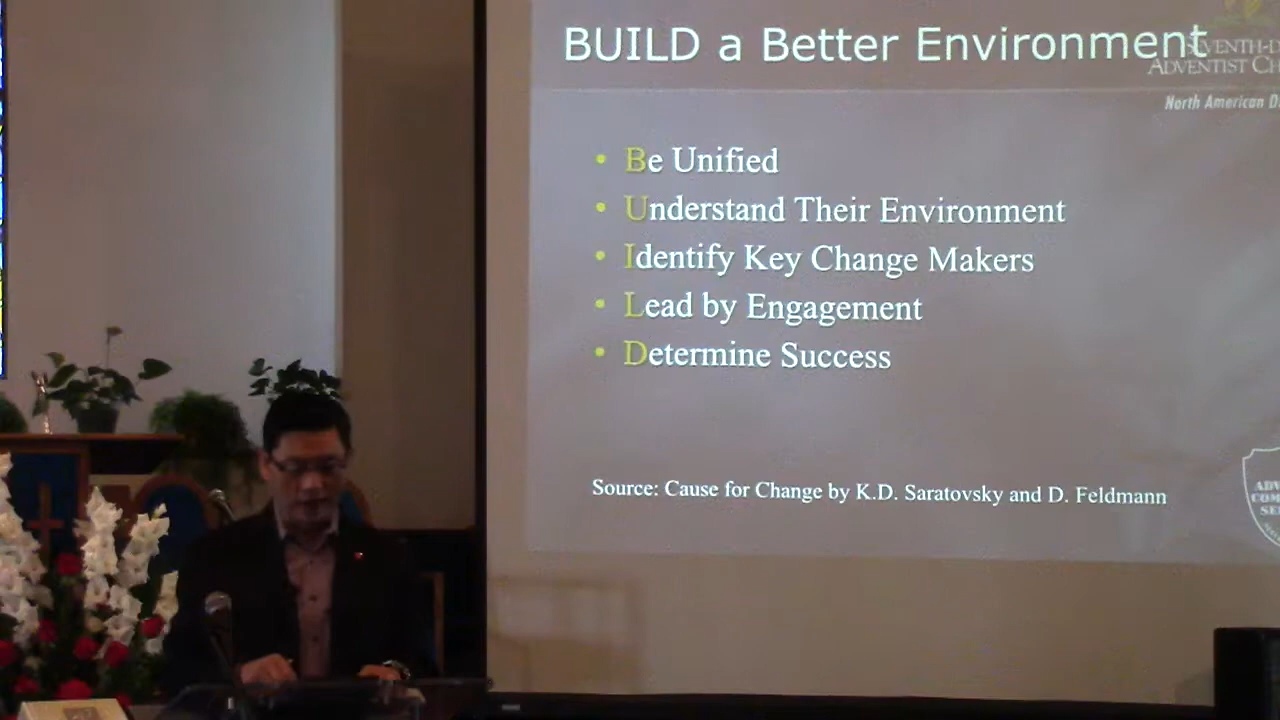 BUILD a Better Environment
ADVENTIST
North American
• Be Unified
• Understand Their Environment
• Identify Key Change Makers
• Lead by Engagement
• Determine Success
Source: Cause for Change by K.D. Saratovsky and D. Feldmann